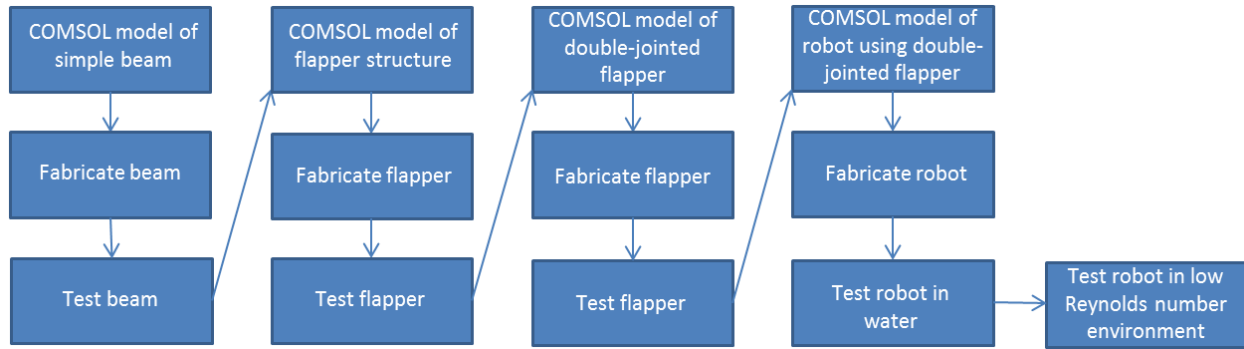 COMSOL model of
simple beam
Fabricate beam
Test beam
COMSOL model of
flapper structure
Fabricate flapper
Test flapper
COMSOL model of
double-jointed
flapper
Fabricate flapper
Test flapper
COMSOL model of
robot using double-
jointed flapper
Fabricate robot
Test robot in
water
Test robot in low
Reynolds number
environment